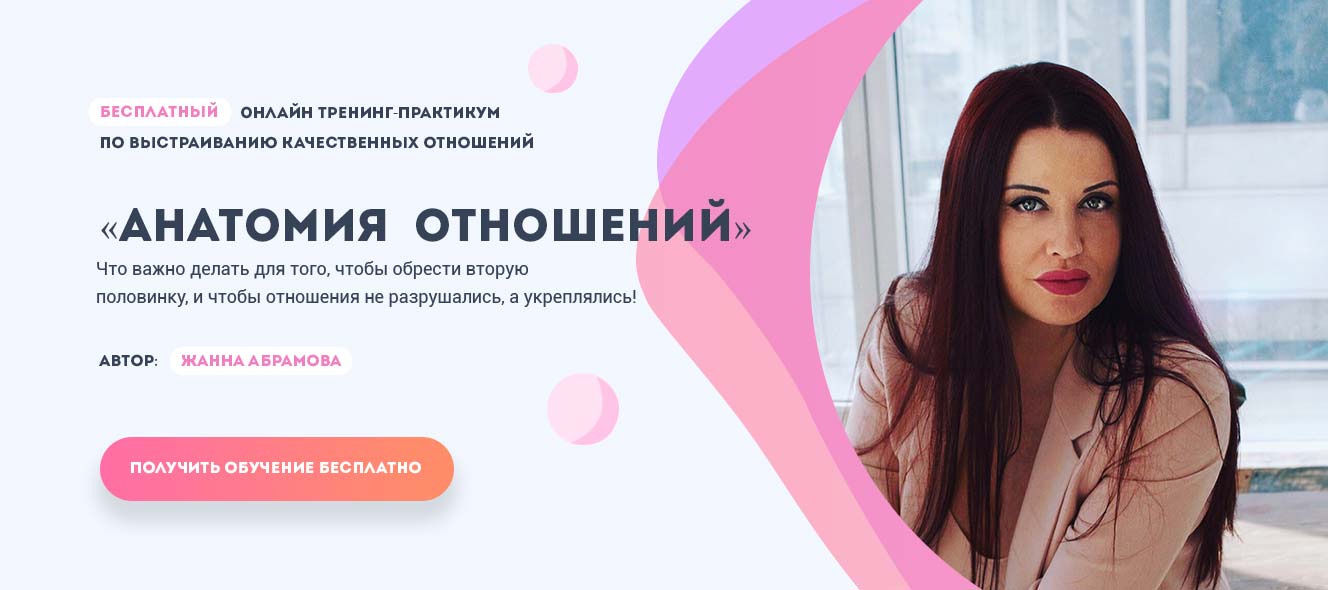 БЕСПЛАТНЫЙ ОНЛАЙН ТРЕНИНГ-ПРАКТИКУМ
ПО ВЫСТРАИВАНИЮ КАЧЕСТВЕННЫХ ОТНОШЕНИЙ
«АНАТОМИЯ ОТНОШЕНИЙ»
Что важно делать для того, чтобы обрести вторую
половинку, и чтобы отношения не разрушались, а укреплялись!
АВТОР: ЖАННА АБРАМОВА
ПОЛУЧИТЬ ОБУЧЕНИЕ БЕСПЛАТНО